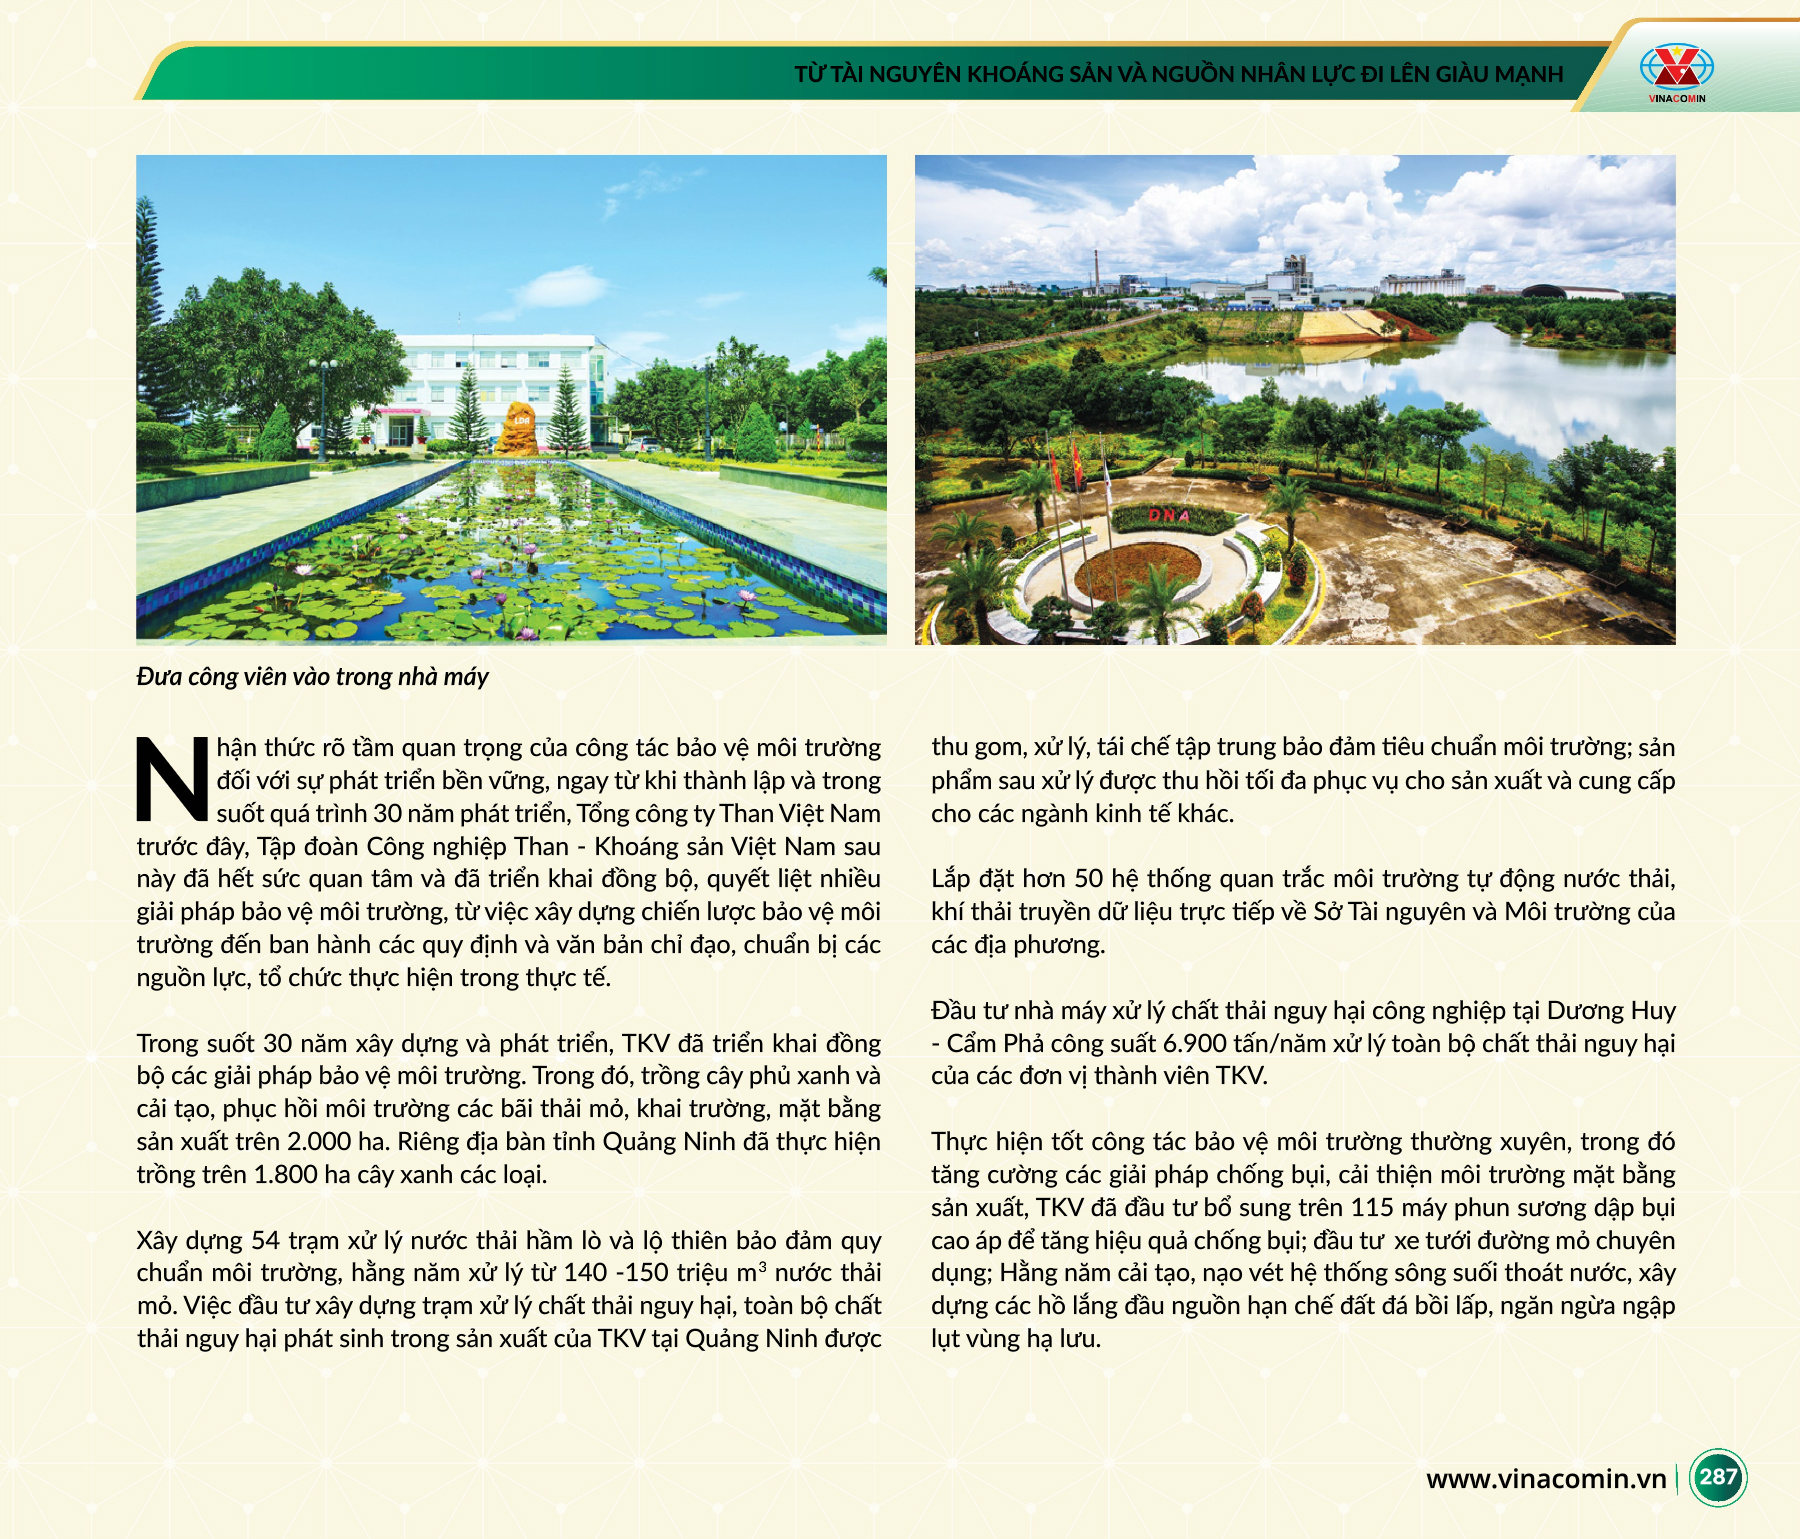 TỪ TÀI NGUYÊN KHOÁNG SẢN VÀ NGUỒN NHÂN LỰC ĐI LÊN GIÀU MẠNH
VINACOMIN
LDA
DNA
Đưa công viên vào trong nhà máy
Nhận thức rõ tầm quan trọng của công tác bảo vệ môi trường
đối với sự phát triển bền vững, ngay từ khi thành lập và trong
suốt quá trình 30 năm phát triển, Tổng công ty Than Việt Nam
trước đây, Tập đoàn Công nghiệp Than - Khoáng sản Việt Nam sau
này đã hết sức quan tâm và đã triển khai đồng bộ, quyết liệt nhiều
giải pháp bảo vệ môi trường, từ việc xây dựng chiến lược bảo vệ môi
trường đến ban hành các quy định và văn bản chỉ đạo, chuẩn bị các
nguồn lực, tổ chức thực hiện trong thực tế.
Trong suốt 30 năm xây dựng và phát triển, TKV đã triển khai đồng
bộ các giải pháp bảo vệ môi trường. Trong đó, trồng cây phủ xanh và
cải tạo, phục hồi môi trường các bãi thải mỏ, khai trường, mặt bằng
sản xuất trên 2.000 ha. Riêng địa bàn tỉnh Quảng Ninh đã thực hiện
trồng trên 1.800 ha cây xanh các loại.
Xây dựng 54 trạm xử lý nước thải hầm lò và lộ thiên bảo đảm quy
chuẩn môi trường, hằng năm xử lý từ 140 -150 triệu m³ nước thải
mỏ. Việc đầu tư xây dựng trạm xử lý chất thải nguy hại, toàn bộ chất
thải nguy hại phát sinh trong sản xuất của TKV tại Quảng Ninh được
thu gom, xử lý, tái chế tập trung bảo đảm tiêu chuẩn môi trường; sản
phẩm sau xử lý được thu hồi tối đa phục vụ cho sản xuất và cung cấp
cho các ngành kinh tế khác.
Lắp đặt hơn 50 hệ thống quan trắc môi trường tự động nước thải,
khí thải truyền dữ liệu trực tiếp về Sở Tài nguyên và Môi trường của
các địa phương.
Đầu tư nhà máy xử lý chất thải nguy hại công nghiệp tại Dương Huy
- Cẩm Phả công suất 6.900 tấn/năm xử lý toàn bộ chất thải nguy hại
của các đơn vị thành viên TKV.
Thực hiện tốt công tác bảo vệ môi trường thường xuyên, trong đó
tăng cường các giải pháp chống bụi, cải thiện môi trường mặt bằng
sản xuất, TKV đã đầu tư bổ sung trên 115 máy phun sương dập bụi
cao áp để tăng hiệu quả chống bụi; đầu tư xe tưới đường mỏ chuyên
dụng; Hằng năm cải tạo, nạo vét hệ thống sông suối thoát nước, xây
dựng các hồ lắng đầu nguồn hạn chế đất đá bồi lấp, ngăn ngừa ngập
lụt vùng hạ lưu.
www.vinacomin.vn
287